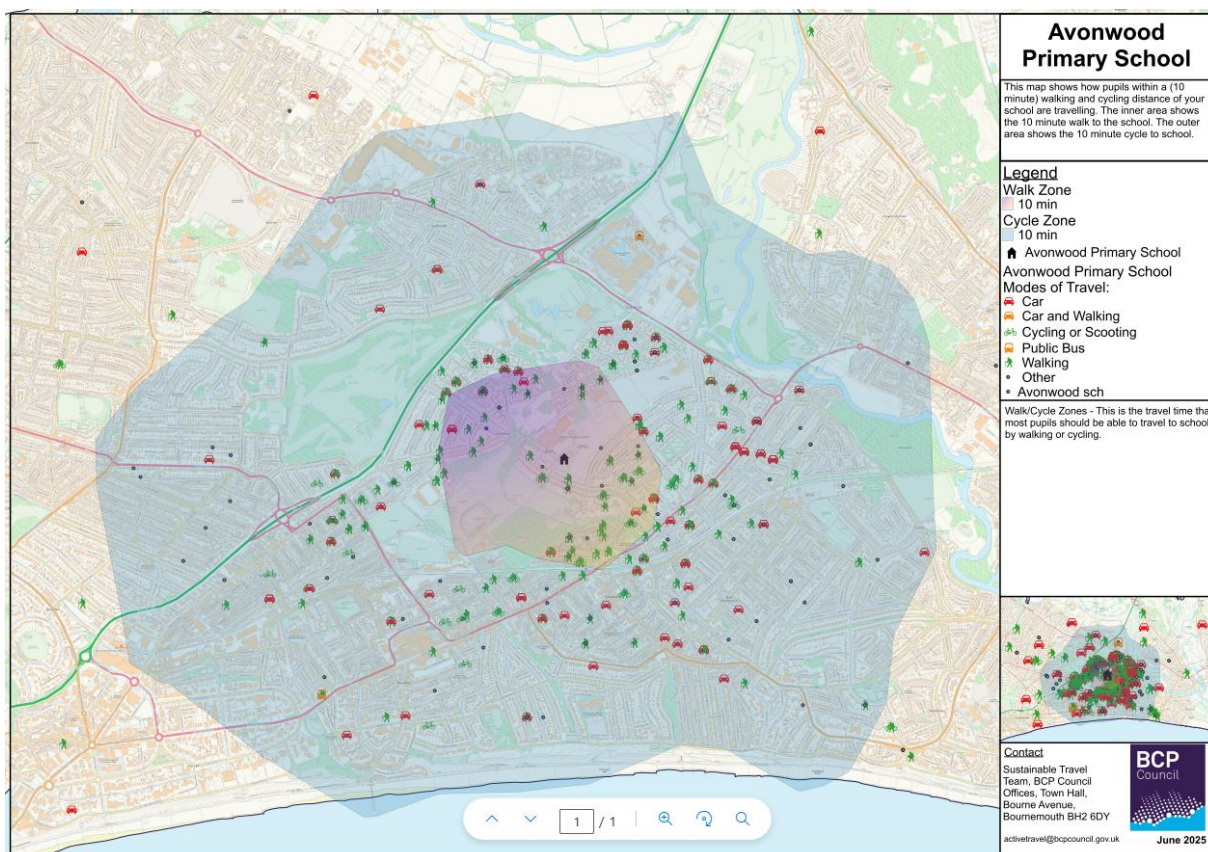 Avonwood
Primary School
This map shows how pupils within a (10
minute) walking and cycling distance of your
school are travelling. The inner area shows
the 10 minute walk to the school. The outer
area shows the 10 minute cycle to school.
Legend
Walk Zone
10 min
Cycle Zone
10 min
Avonwood Primary School
Avonwood Primary School
Modes of Travel:
Car
Car and Walking
Cycling or Scooting
Public Bus
Walking
Other
Avonwood sch
Walk/Cycle Zones - This is the travel time tha
most pupils should be able to travel to school
by walking or cycling.
Contact
Sustainable Travel
Team, BCP Council
Offices, Town Hall,
Bourne Avenue,
Bournemouth BH2 6DY
activetravel@bcpcouncil.gov.uk
BCP
Council
June 2025
1 / 1